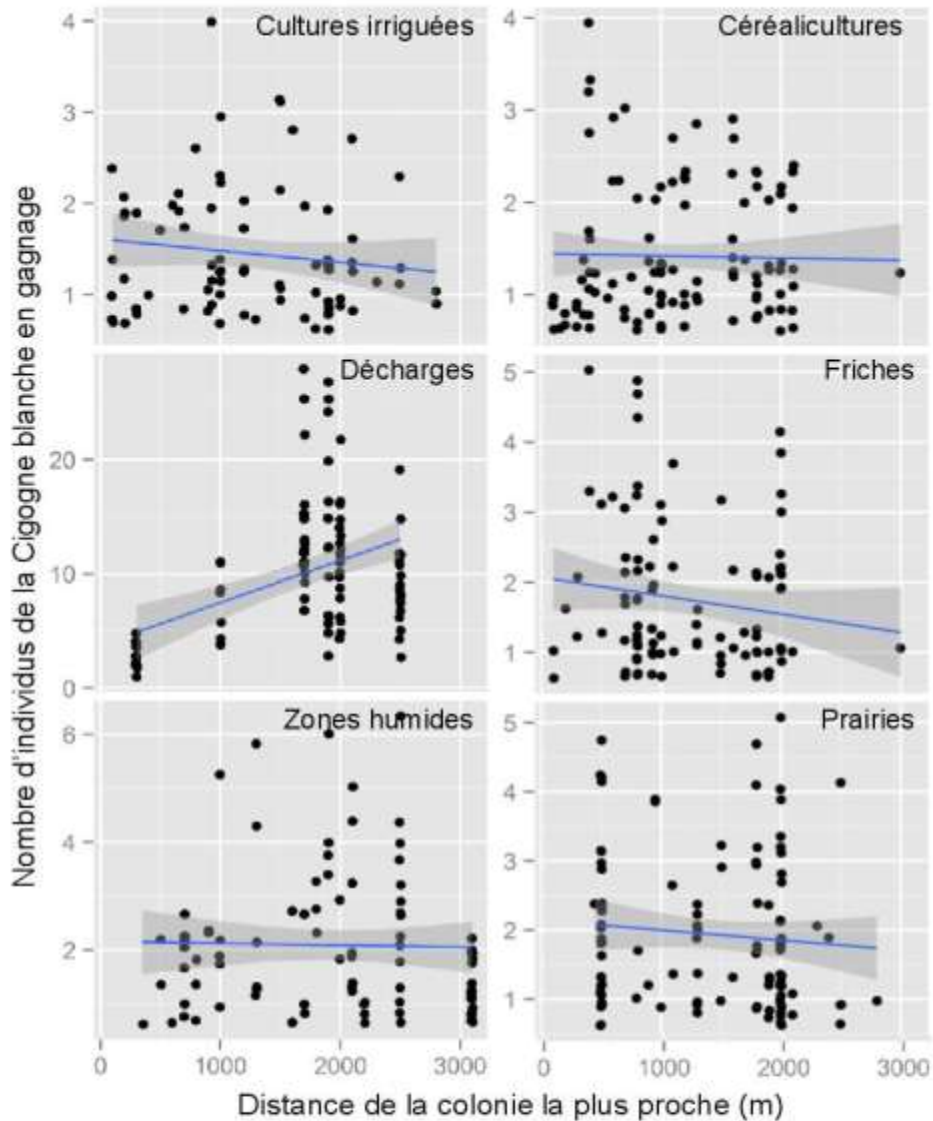 Nombre d'individus de la Cigogne blanche en gagnage
Cultures irriguées
4
3
2
1
Céréalicultures
4
3
2
1
Décharges
20
10
0
Friches
5
4
3
2
1
Zones humides
6
4
2
Prairies
5
4
3
2
1
0 1000 2000 3000
0 1000 2000 3000
Distance de la colonie la plus proche (m)